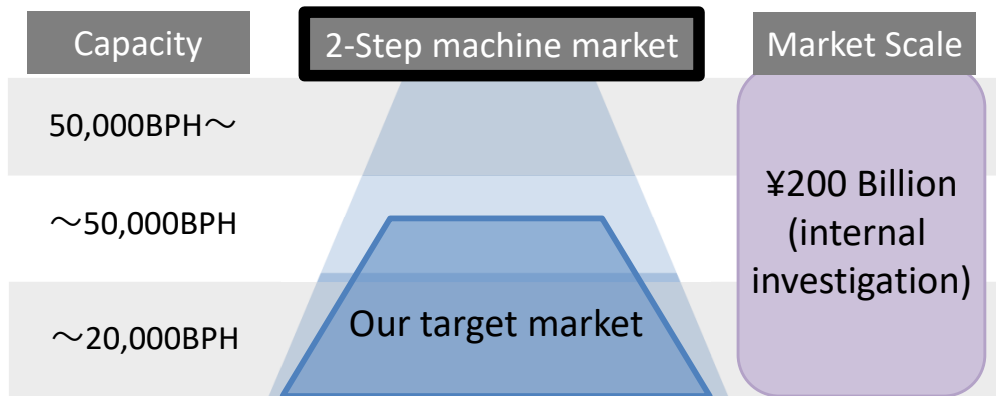 Capacity
2-Step machine market
Market Scale
50,000BPH～
～50,000BPH
～20,000BPH
Our target market
¥200 Billion
(internal
investigation)